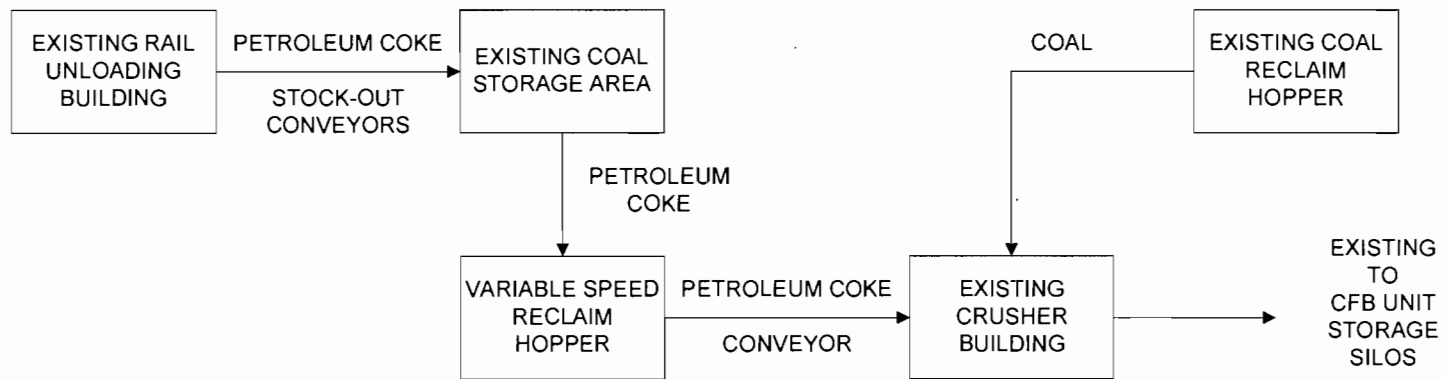 EXISTING RAIL
UNLOADING
BUILDING
PETROLEUM COKE
STOCK-OUT
CONVEYORS
EXISTING COAL
STORAGE AREA
COAL
EXISTING COAL
RECLAIM
HOPPER
PETROLEUM
COKE
VARIABLE SPEED
RECLAIM
HOPPER
PETROLEUM COKE
CONVEYOR
EXISTING
CRUSHER
BUILDING
EXISTING
TO
CFB UNIT
STORAGE
SILOS